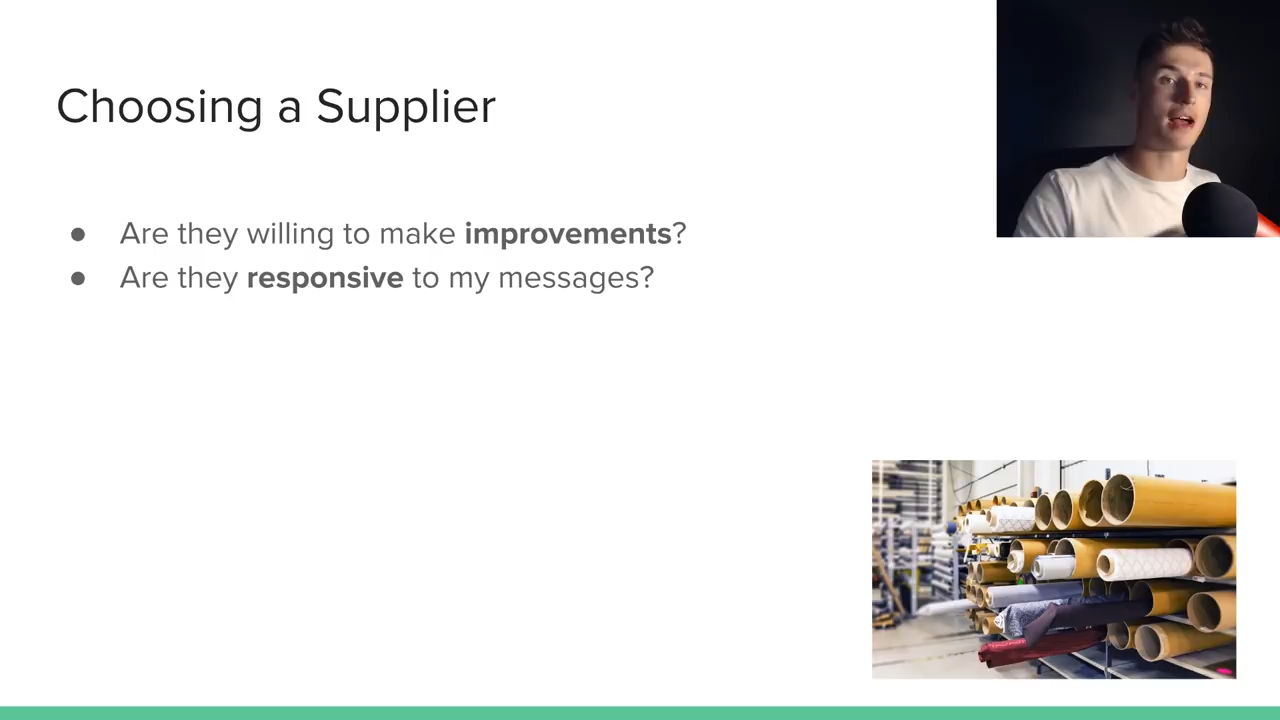 Choosing a Supplier
● Are they willing to make improvements?
● Are they responsive to my messages?